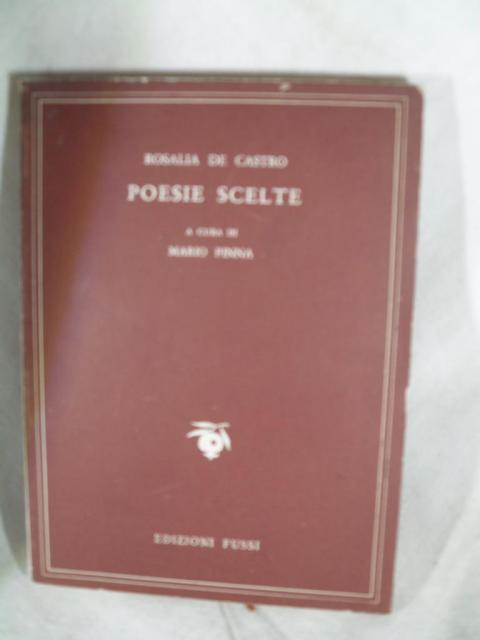 ROSALIA DE CASTRO
POESIE SCELTE
A CURA DI
MARIO PINNA
EDIZIONI FUSSI